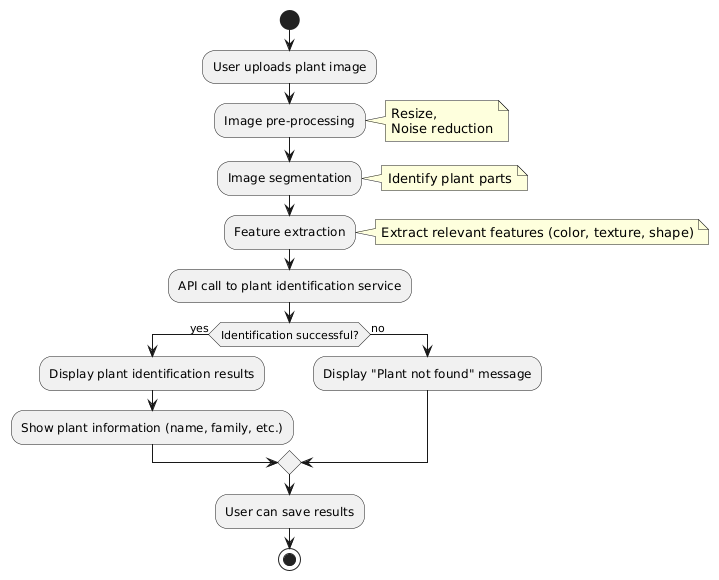 User uploads plant image
Image pre-processing
Resize,
Noise reduction
Image segmentation
Identify plant parts
Feature extraction
Extract relevant features (color, texture, shape)
API call to plant identification service
yes
Identification successful?
no
Display plant identification results
Display "Plant not found" message
Show plant information (name, family, etc.)
User can save results